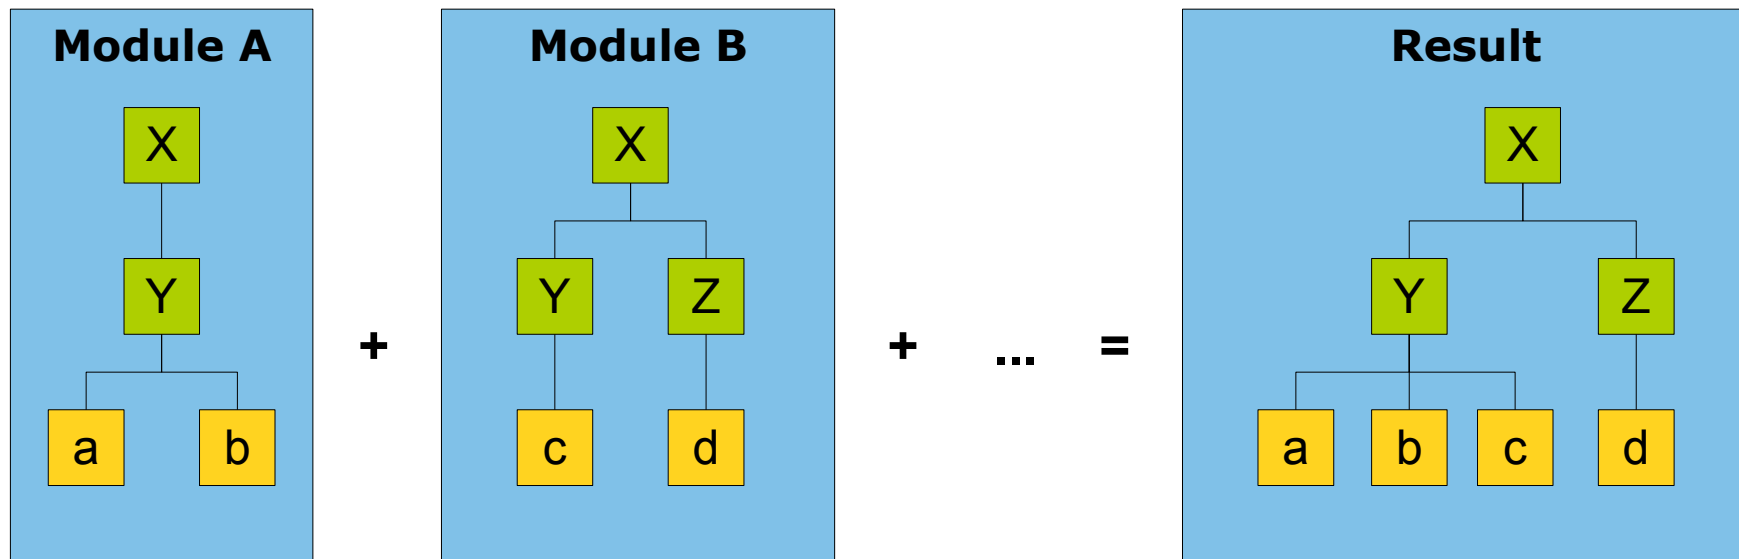 Module A
Module B
Result
X
X
X
Y
Y
Z
Y
Z
+
+
...
=
a
b
c
d
a
b
c
d